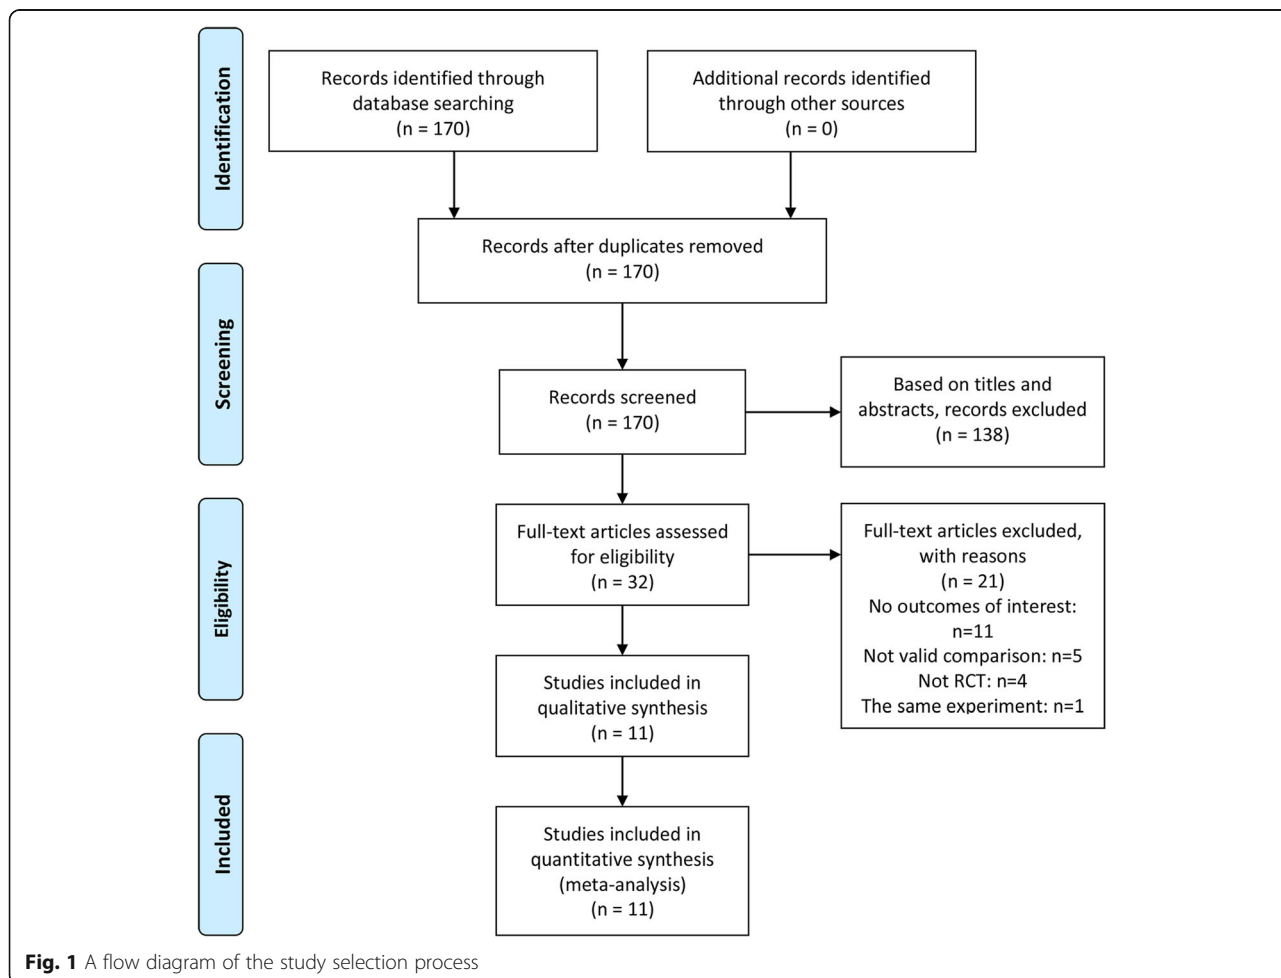 Identification
Records identified through
database searching
(n = 170)
Additional records identified
through other sources
(n = 0)
Records after duplicates removed
(n = 170)
Screening
Records screened
(n = 170)
Based on titles and
abstracts, records excluded
(n = 138)
Eligibility
Full-text articles assessed
for eligibility
(n = 32)
Full-text articles excluded,
with reasons
(n = 21)
No outcomes of interest:
n=11
Not valid comparison: n=5
Not RCT: n=4
The same experiment: n=1
Studies included in
qualitative synthesis
(n = 11)
Included
Studies included in
quantitative synthesis
(meta-analysis)
(n = 11)
Fig. 1 A flow diagram of the study selection process